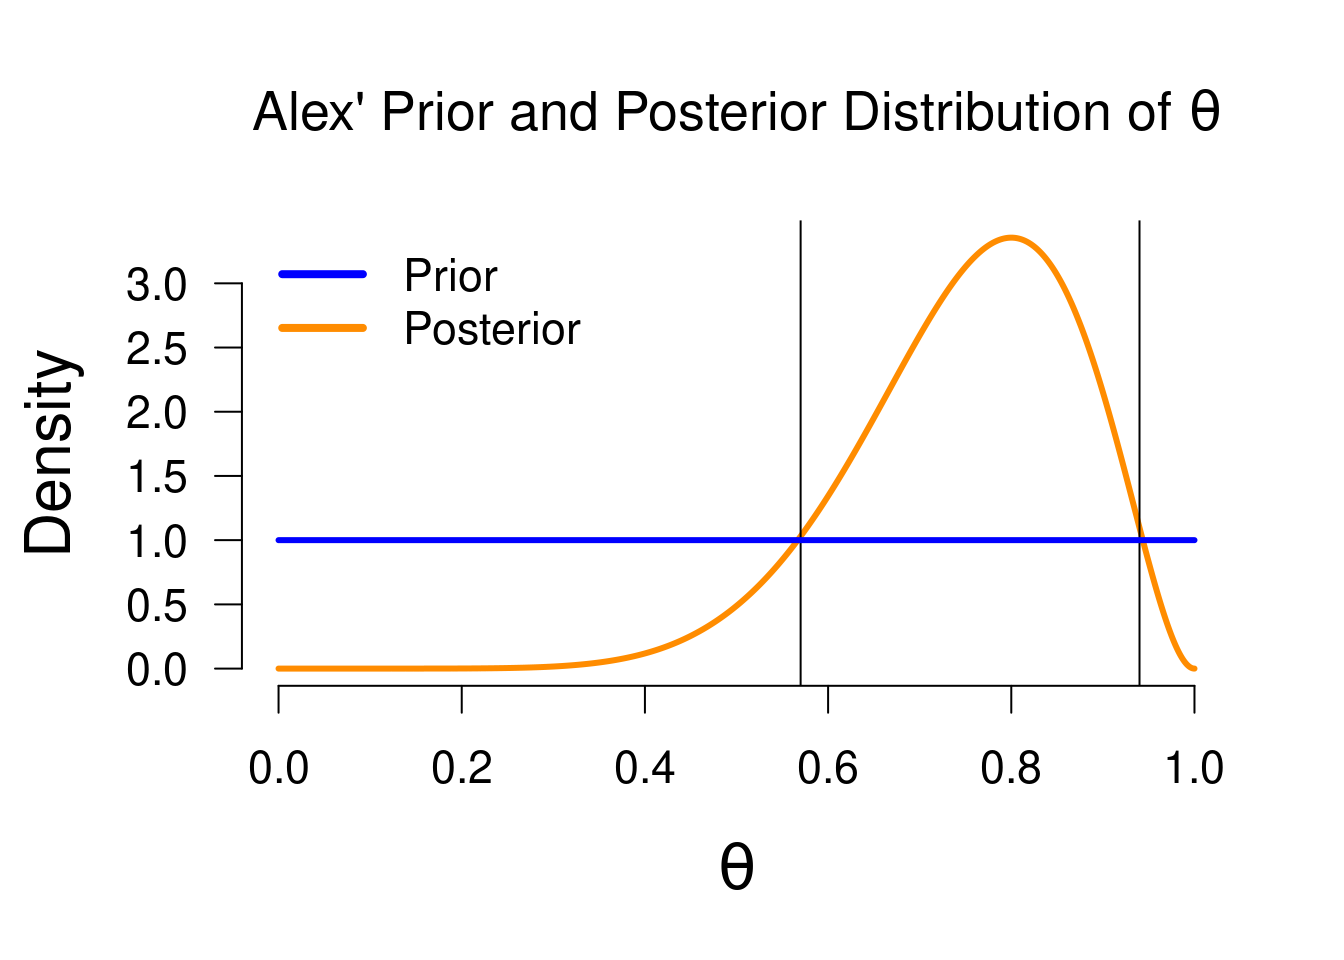 Alex' Prior and Posterior Distribution of θ
Prior
Posterior
Density
3.0
2.5
2.0
1.5
1.0
0.5
0.0
0.0 0.2 0.4 0.6 0.8 1.0
θ